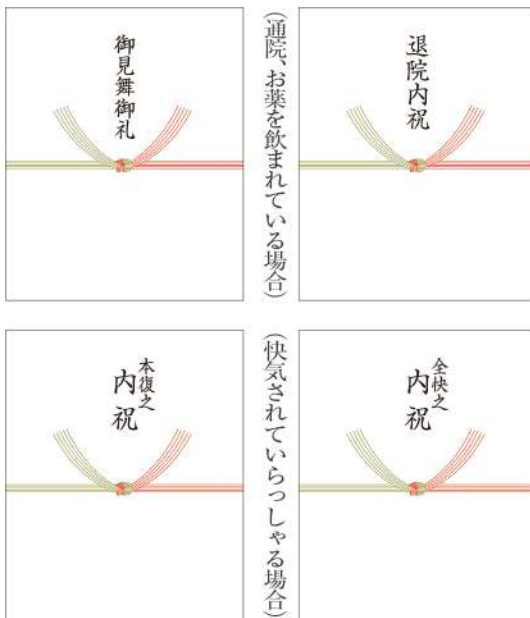 退院内祝
(通院、お薬を飲まれている場合)
御見舞御礼
全快之
内祝
(快気されていらっしゃる場合)
本復之
内祝